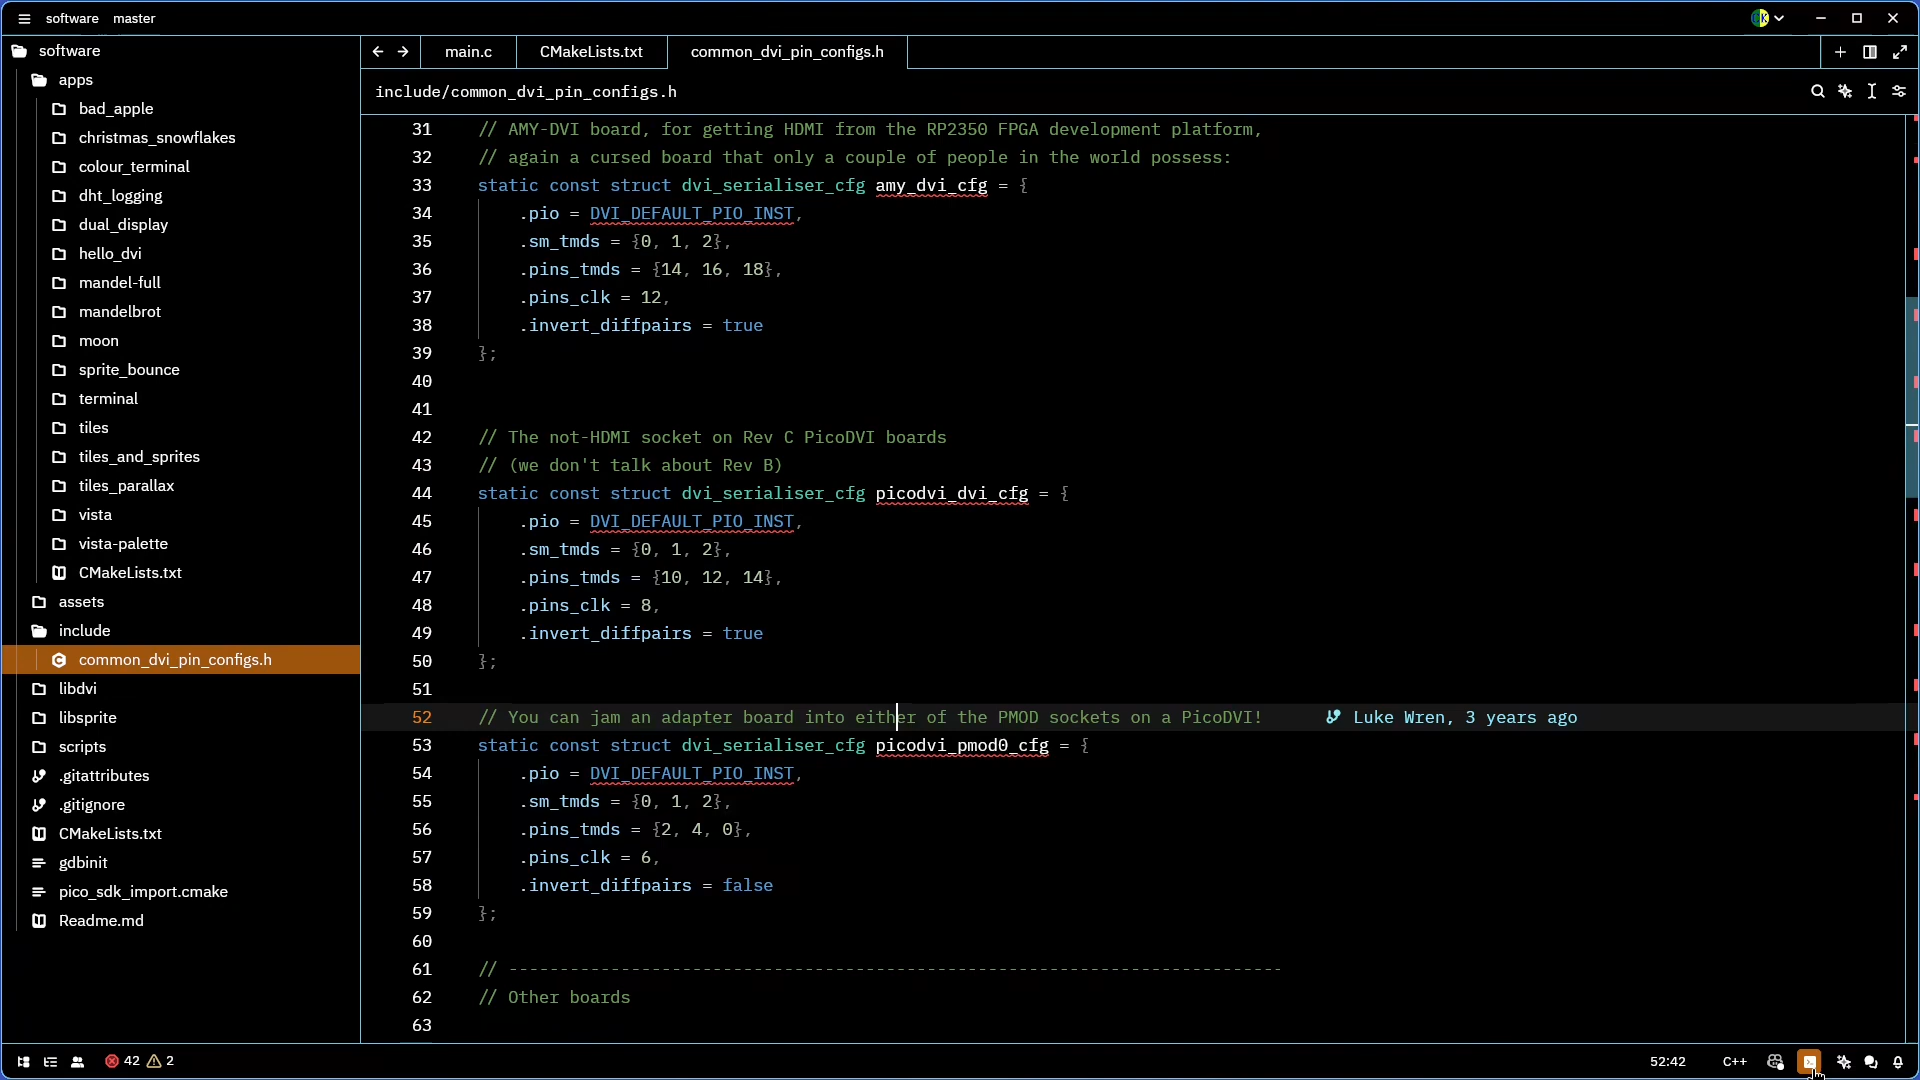 software master
software
apps
bad_apple
christmas_snowflakes
colour_terminal
dht_logging
dual_display
hello_dvi
mandel-full
mandelbrot
moon
sprite_bounce
terminal
tiles
tiles_and_sprites
tiles_parallax
vista
vista-palette
CMakeLists.txt
assets
include
common_dvi_pin_configs.h
libdvi
libsprite
scripts
.gitattributes
.gitignore
CMakeLists.txt
gdbinit
pico_sdk_import.cmake
Readme.md
main.c CMakeLists.txt common_dvi_pin_configs.h
include/common_dvi_pin_configs.h
31 // AMY-DVI board, for getting HDMI from the RP2350 FPGA development platform,
32 // again a cursed board that only a couple of people in the world possess:
33 static const struct dvi_serialiser_cfg amy_dvi_cfg = {
34 .pio = DVI_DEFAULT_PIO_INST,
35 .sm_tmds = {0, 1, 2},
36 .pins_tmds = {14, 16, 18},
37 .pins_clk = 12,
38 .invert_diffpairs = true
39 };
40
41
42 // The not-HDMI socket on Rev C PicoDVI boards
43 // (we don't talk about Rev B)
44 static const struct dvi_serialiser_cfg picodvi_dvi_cfg = {
45 .pio = DVI_DEFAULT_PIO_INST,
46 .sm_tmds = {0, 1, 2},
47 .pins_tmds = {10, 12, 14},
48 .pins_clk = 8,
49 .invert_diffpairs = true
50 };
51
52 // You can jam an adapter board into either of the PMOD sockets on a PicoDVI! Luke Wren, 3 years ago
53 static const struct dvi_serialiser_cfg picodvi_pmod0_cfg = {
54 .pio = DVI_DEFAULT_PIO_INST,
55 .sm_tmds = {0, 1, 2},
56 .pins_tmds = {2, 4, 0},
57 .pins_clk = 6,
58 .invert_diffpairs = false
59 };
60
61 // ----------------------------------------------------------------------------
62 // Other boards
63
42 2 52:42 C++